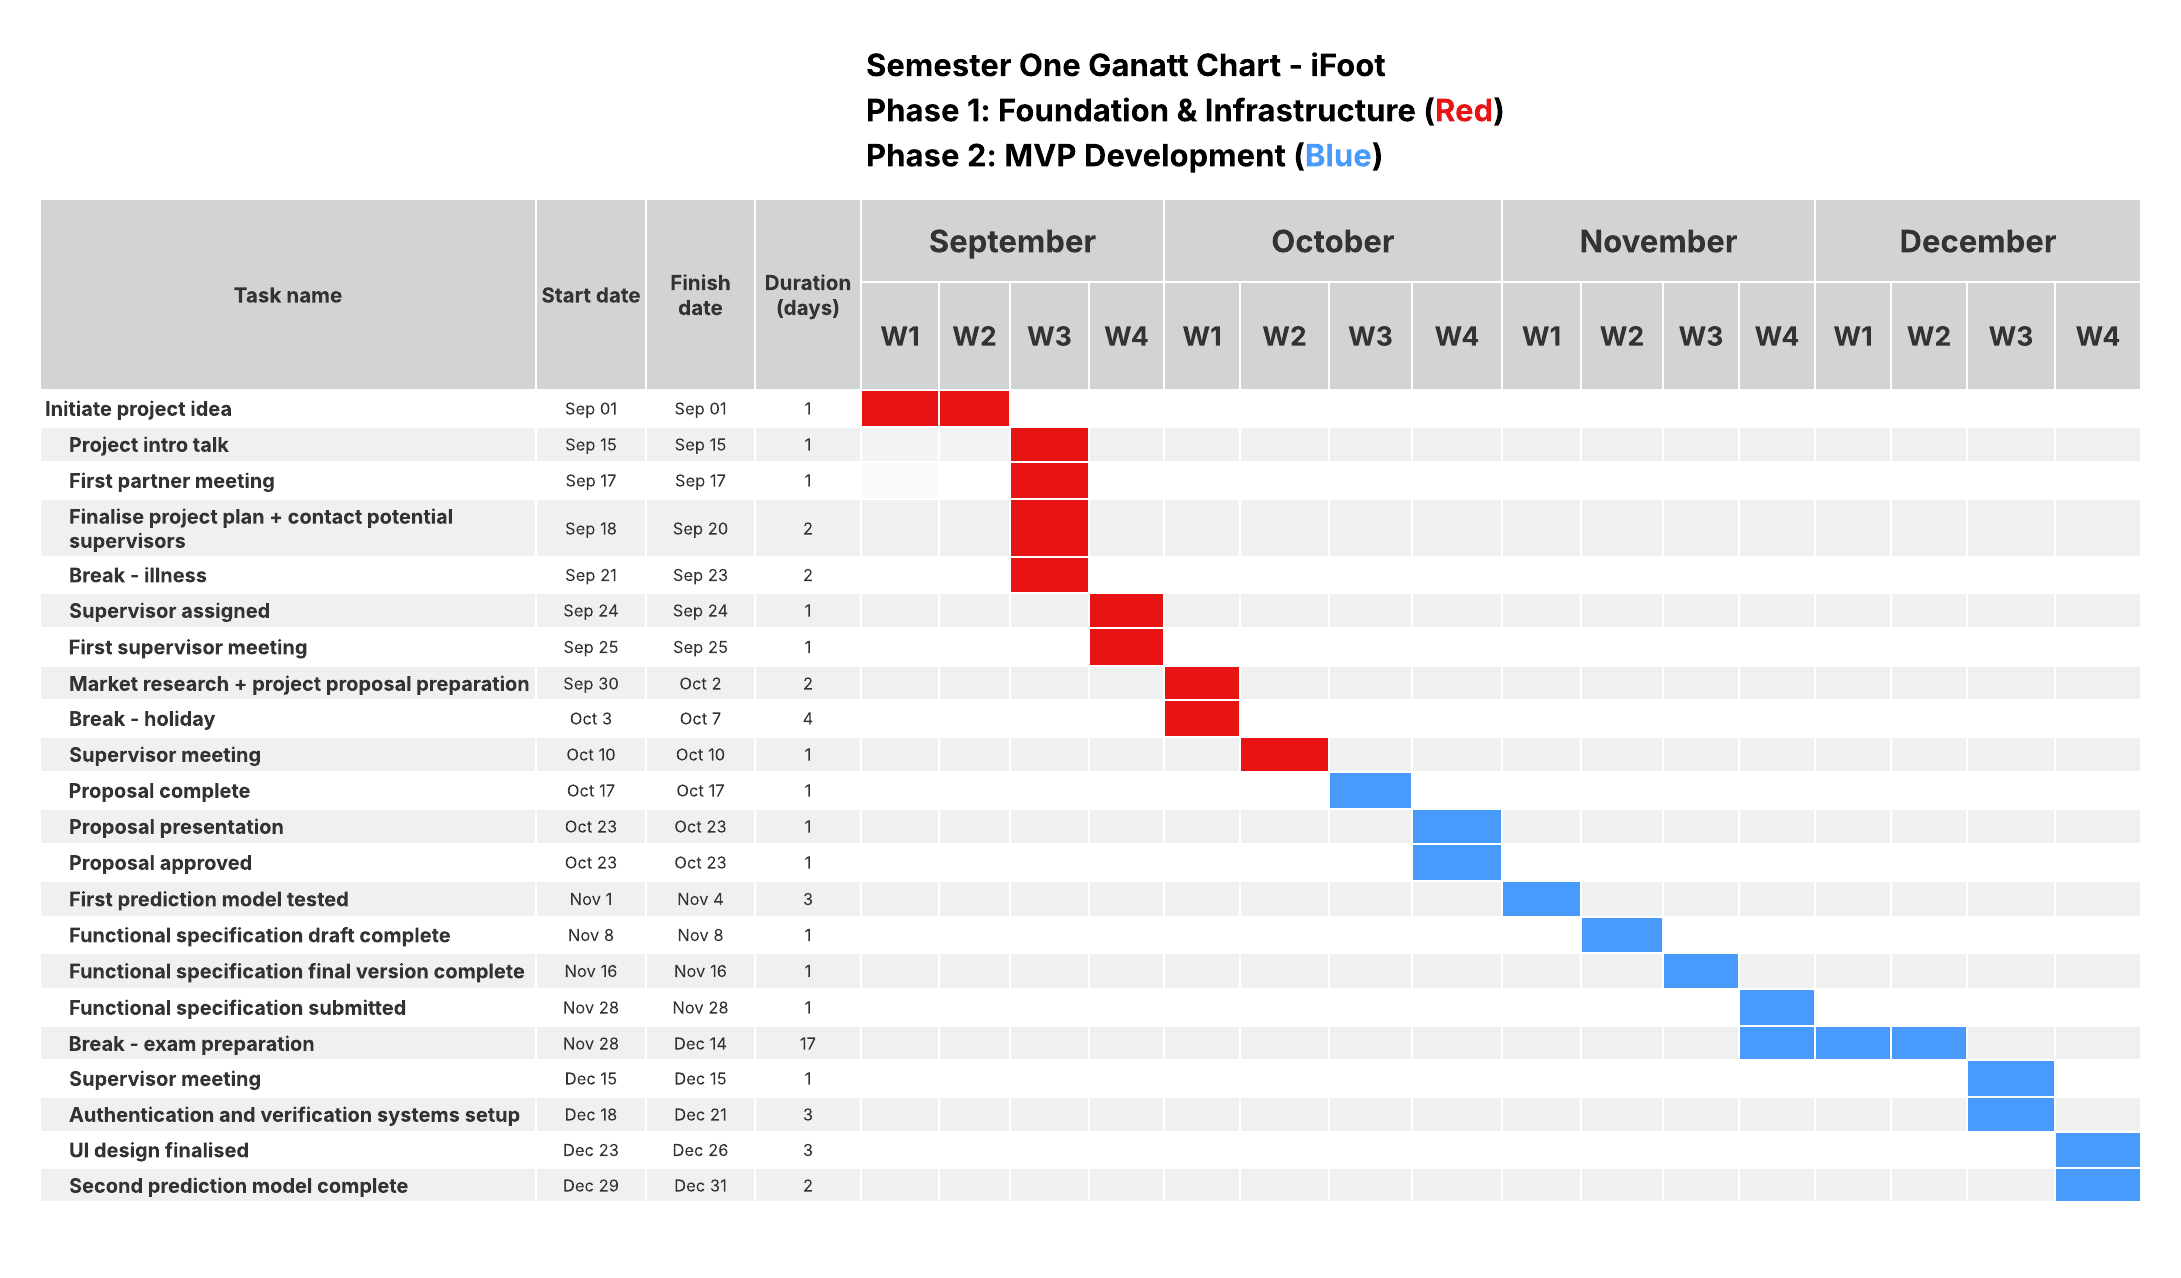 Semester One Ganatt Chart - iFoot
Phase 1: Foundation & Infrastructure (Red)
Phase 2: MVP Development (Blue)
Task name Start date Finish date Duration (days) September October November December
W1 W2 W3 W4 W1 W2 W3 W4 W1 W2 W3 W4 W1 W2 W3 W4
Initiate project idea Sep 01 Sep 01 1
Project intro talk Sep 15 Sep 15 1
First partner meeting Sep 17 Sep 17 1
Finalise project plan + contact potential
supervisors Sep 18 Sep 20 2
Break - illness Sep 21 Sep 23 2
Supervisor assigned Sep 24 Sep 24 1
First supervisor meeting Sep 25 Sep 25 1
Market research + project proposal preparation Sep 30 Oct 2 2
Break - holiday Oct 3 Oct 7 4
Supervisor meeting Oct 10 Oct 10 1
Proposal complete Oct 17 Oct 17 1
Proposal presentation Oct 23 Oct 23 1
Proposal approved Oct 23 Oct 23 1
First prediction model tested Nov 1 Nov 4 3
Functional specification draft complete Nov 8 Nov 8 1
Functional specification final version complete Nov 16 Nov 16 1
Functional specification submitted Nov 28 Nov 28 1
Break - exam preparation Nov 28 Dec 14 17
Supervisor meeting Dec 15 Dec 15 1
Authentication and verification systems setup Dec 18 Dec 21 3
UI design finalised Dec 23 Dec 26 3
Second prediction model complete Dec 29 Dec 31 2